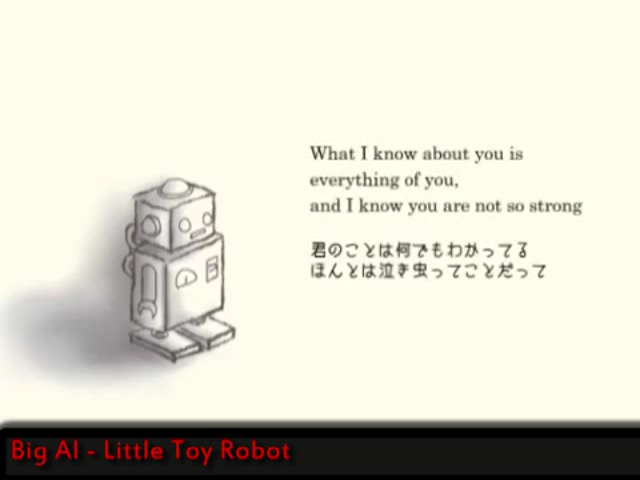 What I know about you is
everything of you,
and I know you are not so strong
君のことは何でもわかってる
ほんとは泣き虫ってことだって
Big Al - Little Toy Robot